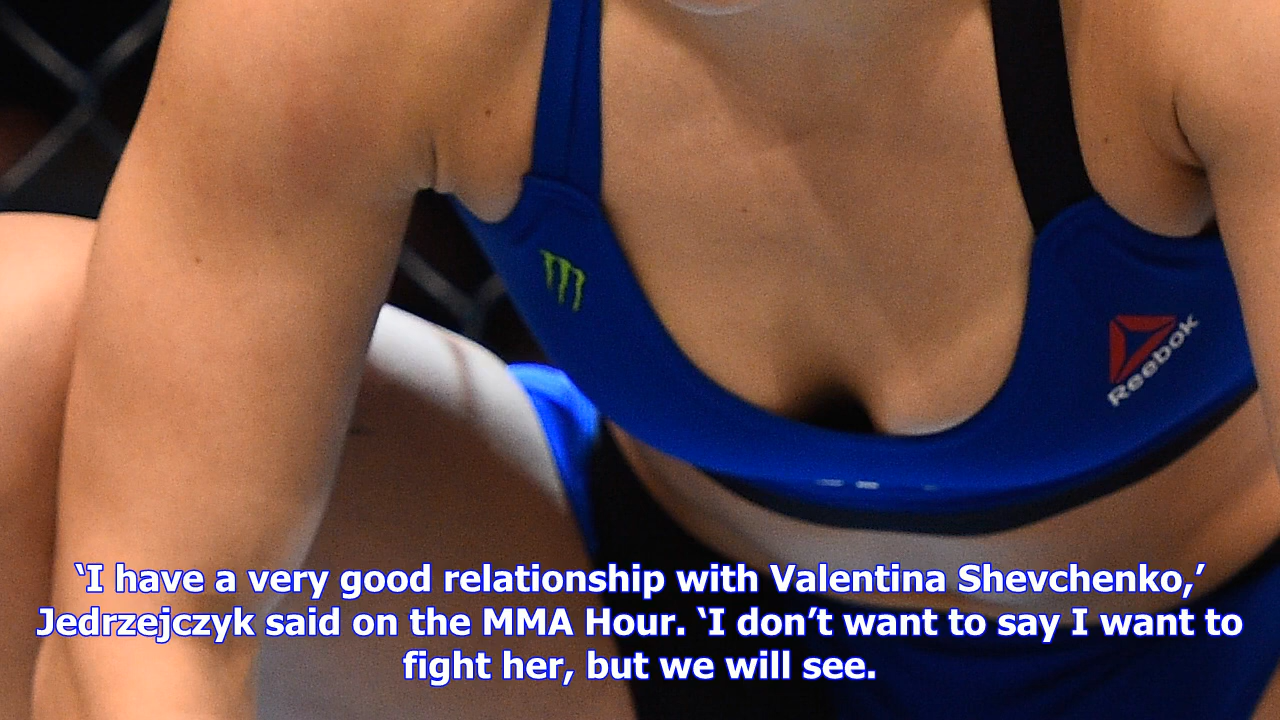 Reebok
‘I have a very good relationship with Valentina Shevchenko,’
Jedrzejczyk said on the MMA Hour. ‘I don’t want to say I want to
fight her, but we will see.